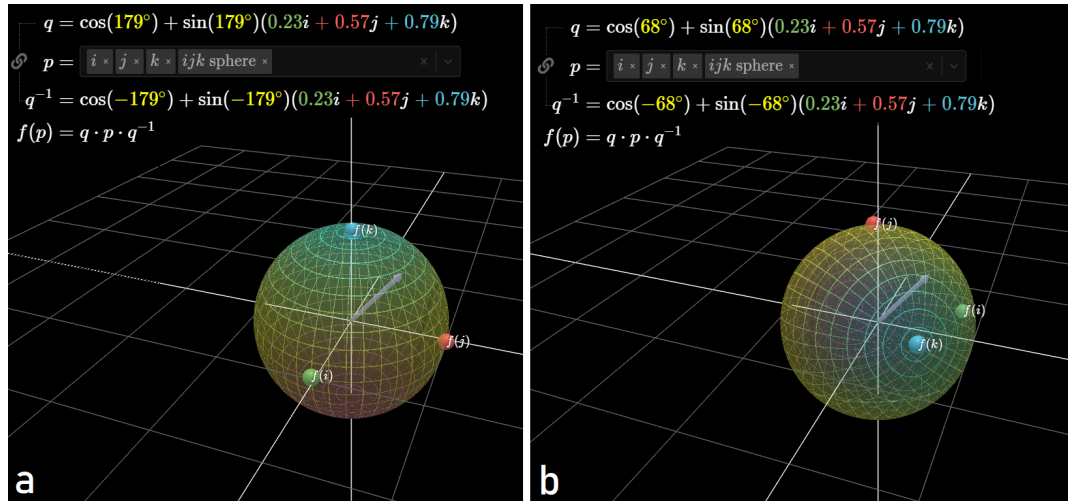 q = cos(179°) + sin(179°)(0.23i + 0.57j + 0.79k)
p = i × j × k × ijk sphere ×
q⁻¹ = cos(−179°) + sin(−179°)(0.23i + 0.57j + 0.79k)
f(p) = q · p · q⁻¹
f(k)
f(j)
f(i)
a
q = cos(68°) + sin(68°)(0.23i + 0.57j + 0.79k)
p = i × j × k × ijk sphere ×
q⁻¹ = cos(−68°) + sin(−68°)(0.23i + 0.57j + 0.79k)
f(p) = q · p · q⁻¹
f(j)
f(i)
f(k)
b